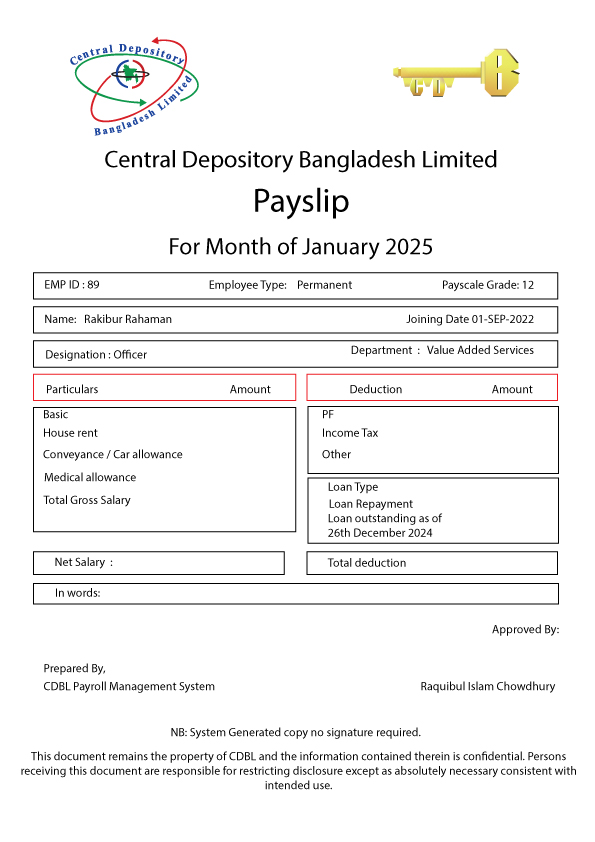 Central Depository
Bangladesh Limited
CDB
Central Depository Bangladesh Limited
Payslip
For Month of January 2025
EMP ID : 89 Employee Type: Permanent Payscale Grade: 12
Name: Rakibur Rahaman Joining Date 01-SEP-2022
Designation : Officer Department : Value Added Services
Particulars Amount Deduction Amount
Basic PF
House rent Income Tax
Conveyance / Car allowance Other
Medical allowance Loan Type
Total Gross Salary Loan Repayment
Loan outstanding as of
26th December 2024
Net Salary : Total deduction
In words:
Approved By:
Prepared By,
CDBL Payroll Management System Raquibul Islam Chowdhury
NB: System Generated copy no signature required.
This document remains the property of CDBL and the information contained therein is confidential. Persons
receiving this document are responsible for restricting disclosure except as absolutely necessary consistent with
intended use.